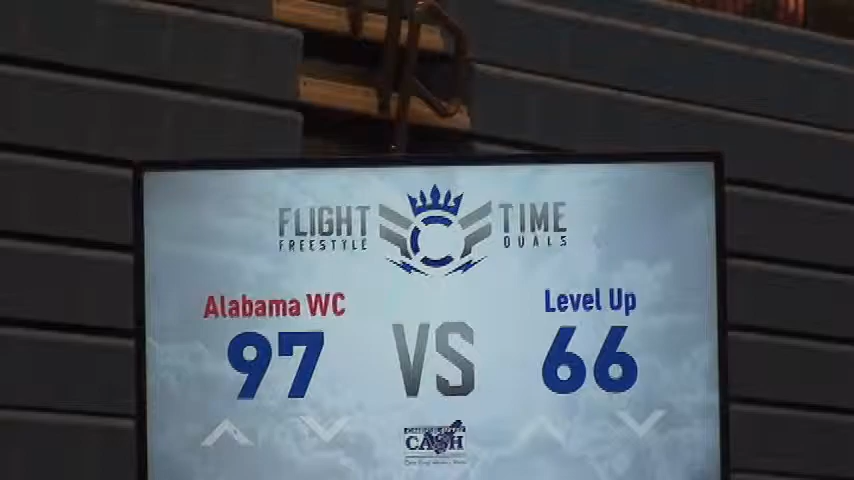 FLIGHT TIME
FREESTYLE DUALS
Alabama WC
Level Up
97 VS 66
CASH